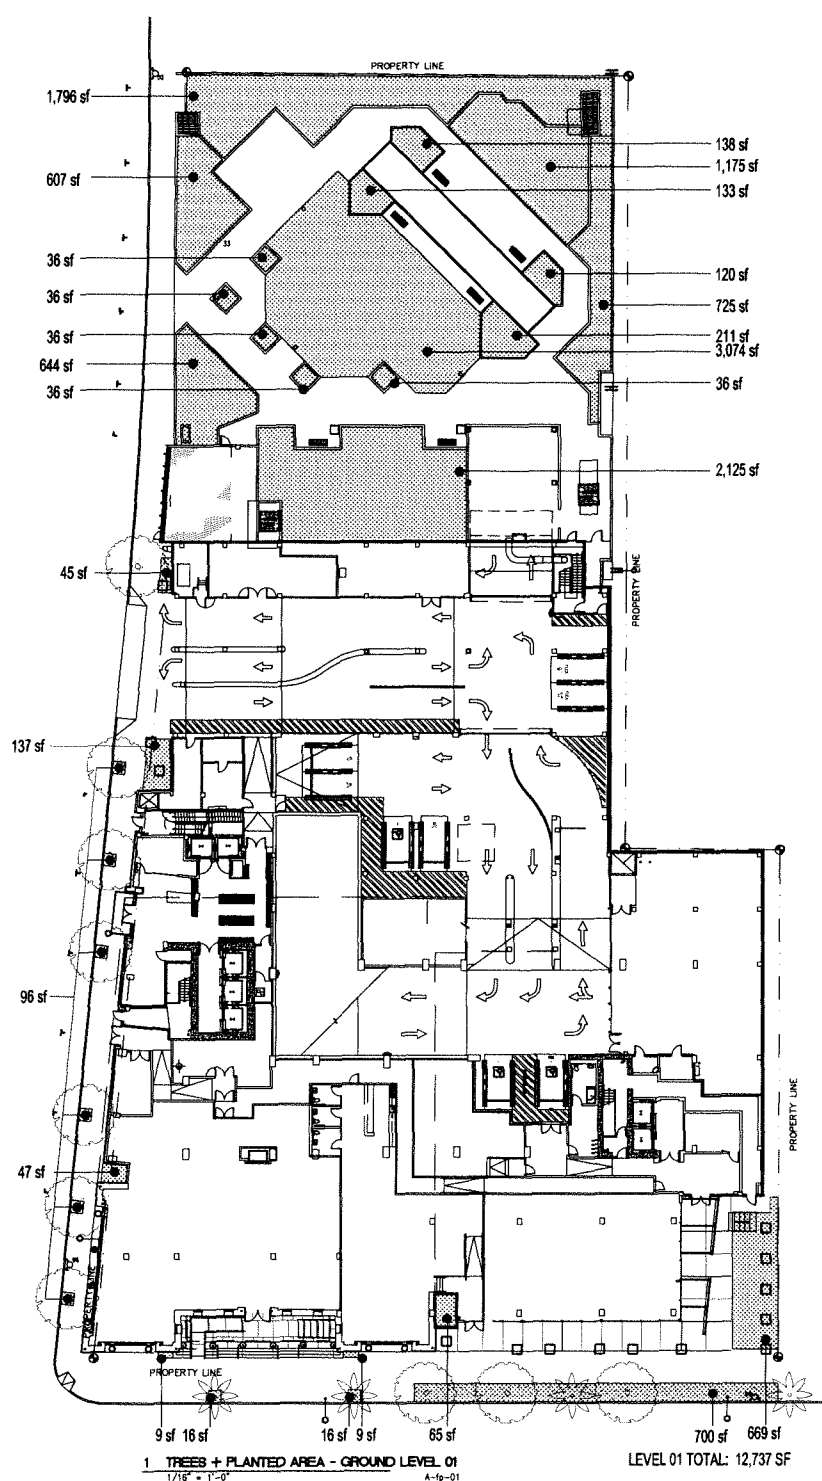 PROPERTY LINE
1,796 sf
138 sf
1,175 sf
607 sf
133 sf
33
36 sf
120 sf
36 sf
725 sf
36 sf
211 sf
644 sf
3,074 sf
36 sf
36 sf
2,125 sf
45 sf
PROPERTY LINE
137 sf
96 sf
PROPERTY LINE
47 sf
PROPERTY LINE
PROPERTY LINE
9 sf 16 sf 16 sf 9 sf 65 sf 700 sf 669 sf
1 TREES + PLANTED AREA - GROUND LEVEL 01
LEVEL 01 TOTAL: 12,737 SF
1/16" = 1'-0" A-fp-01